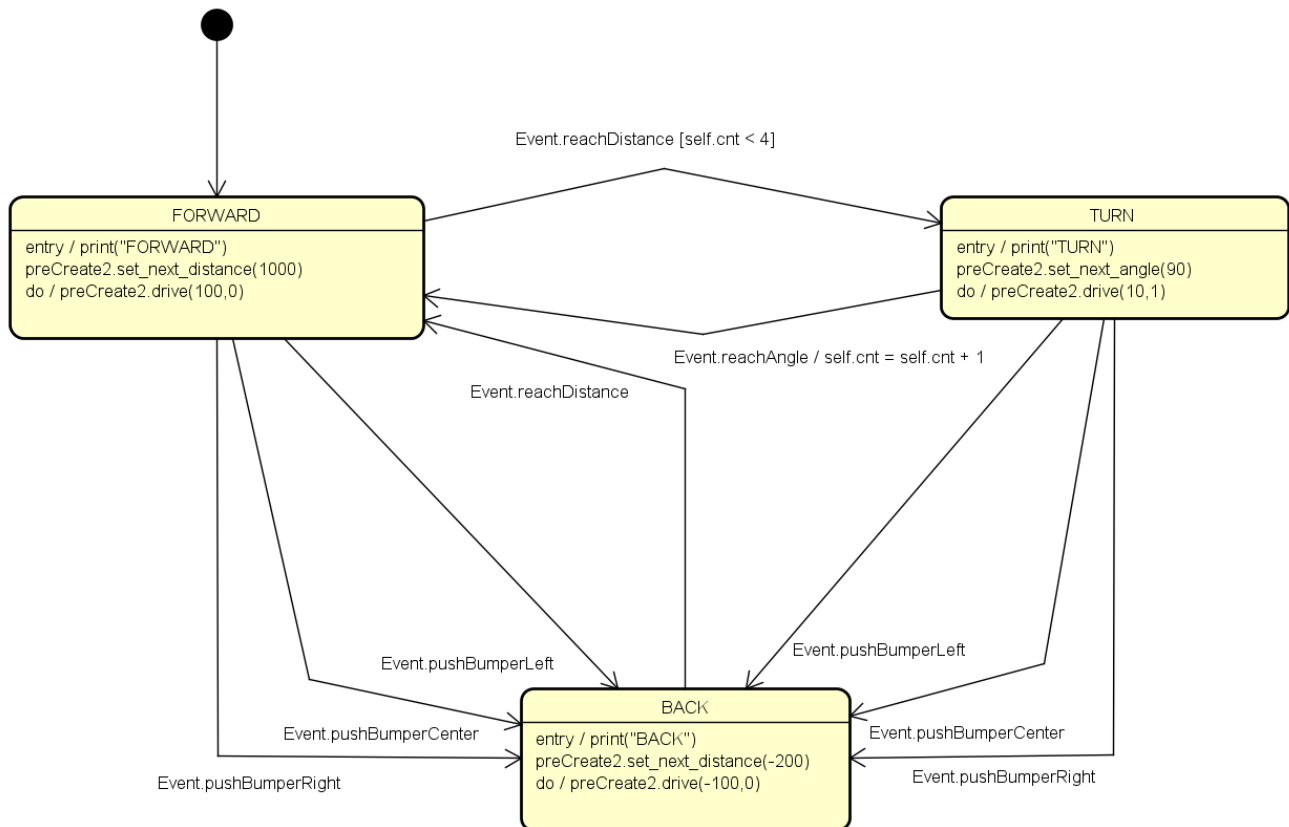 Event.reachDistance [self.cnt < 4]
FORWARD
entry / print("FORWARD")
preCreate2.set_next_distance(1000)
do / preCreate2.drive(100,0)
TURN
entry / print("TURN")
preCreate2.set_next_angle(90)
do / preCreate2.drive(10,1)
Event.reachAngle / self.cnt = self.cnt + 1
Event.reachDistance
Event.pushBumperLeft
Event.pushBumperLeft
Event.pushBumperCenter
Event.pushBumperCenter
Event.pushBumperRight
Event.pushBumperRight
BACK
entry / print("BACK")
preCreate2.set_next_distance(-200)
do / preCreate2.drive(-100,0)